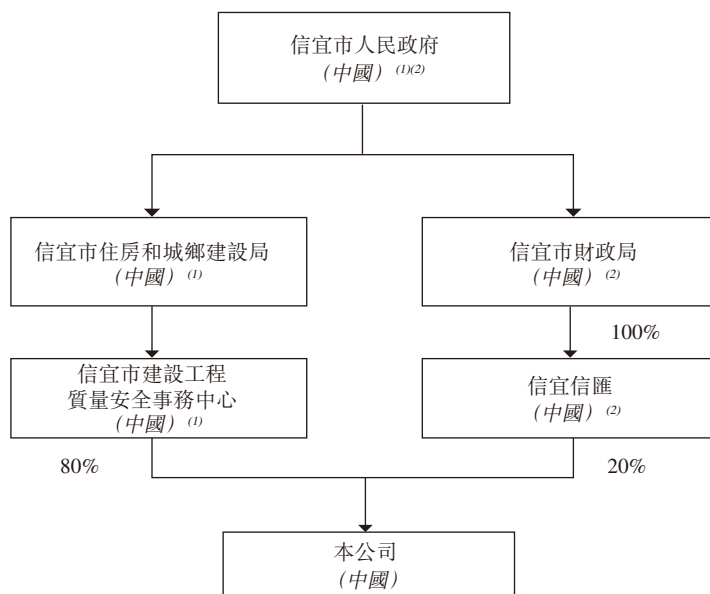 信宜市人民政府
（中國）(1)(2)
信宜市住房和城鄉建設局
（中國）(1)
信宜市財政局
（中國）(2)
100%
信宜市建設工程
質量安全事務中心
（中國）(1)
信宜信匯
（中國）(2)
80%
20%
本公司
（中國）